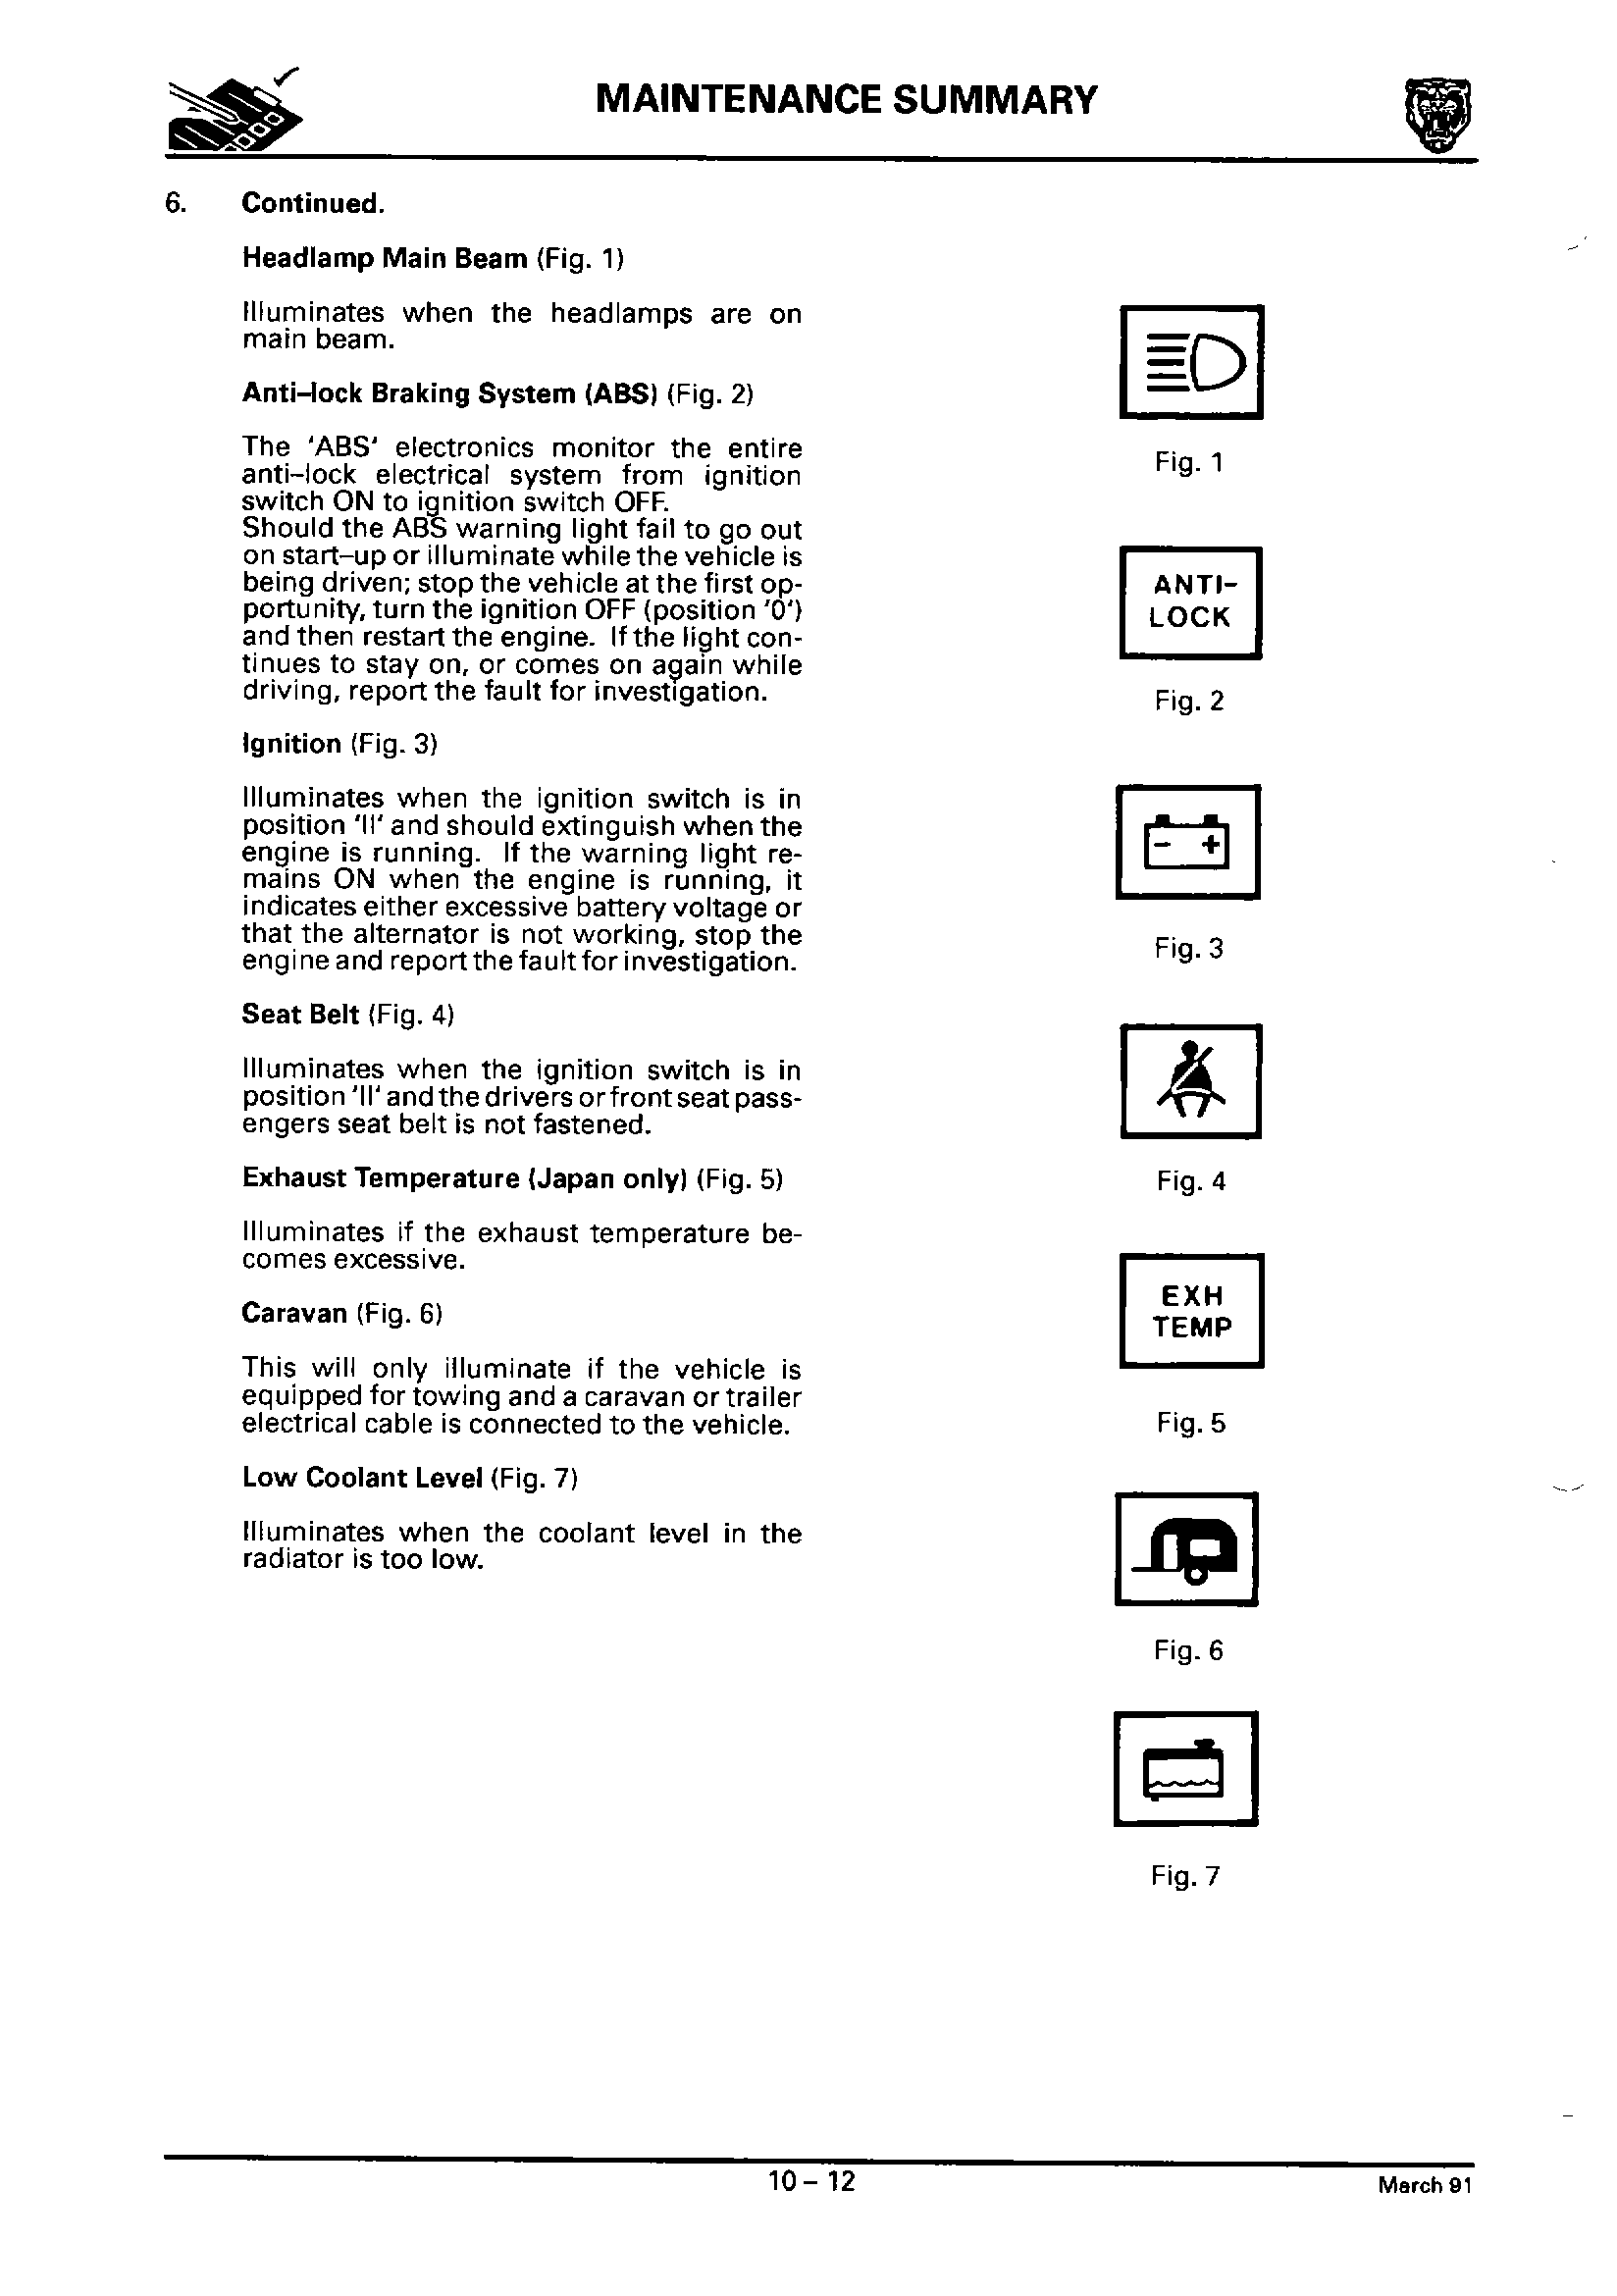 MAINTENANCE SUMMARY
6. Continued.
Headlamp Main Beam (Fig. 1)
Illuminates when the headlamps are on
main beam.
Anti–lock Braking System (ABS) (Fig. 2)
The 'ABS' electronics monitor the entire
anti–lock electrical system from ignition
switch ON to ignition switch OFF.
Should the ABS warning light fail to go out
on start–up or illuminate while the vehicle is
being driven; stop the vehicle at the first op-
portunity, turn the ignition OFF (position '0')
and then restart the engine. If the light con-
tinues to stay on, or comes on again while
driving, report the fault for investigation.
Ignition (Fig. 3)
Illuminates when the ignition switch is in
position 'II' and should extinguish when the
engine is running. If the warning light re-
mains ON when the engine is running, it
indicates either excessive battery voltage or
that the alternator is not working, stop the
engine and report the fault for investigation.
Seat Belt (Fig. 4)
Illuminates when the ignition switch is in
position 'II' and the drivers or front seat pass-
engers seat belt is not fastened.
Exhaust Temperature (Japan only) (Fig. 5)
Illuminates if the exhaust temperature be-
comes excessive.
Caravan (Fig. 6)
This will only illuminate if the vehicle is
equipped for towing and a caravan or trailer
electrical cable is connected to the vehicle.
Low Coolant Level (Fig. 7)
Illuminates when the coolant level in the
radiator is too low.
Fig. 1
ANTI–
LOCK
Fig. 2
– +
Fig. 3
Fig. 4
EXH
TEMP
Fig. 5
Fig. 6
Fig. 7
10 – 12
March 91